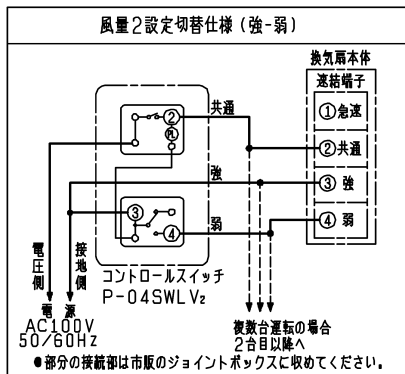 風量2設定切替仕様(強-弱)
換気扇本体
速結端子
①急速
②共通
③ 強
④ 弱
共通
強
弱
②
PL
③
④
コントロールスイッチ
P-04SWLV₂
電圧側
接地側
電源
AC100V
50/60Hz
複数台運転の場合
2台目以降へ
●部分の接続部は市販のジョイントボックスに収めてください。